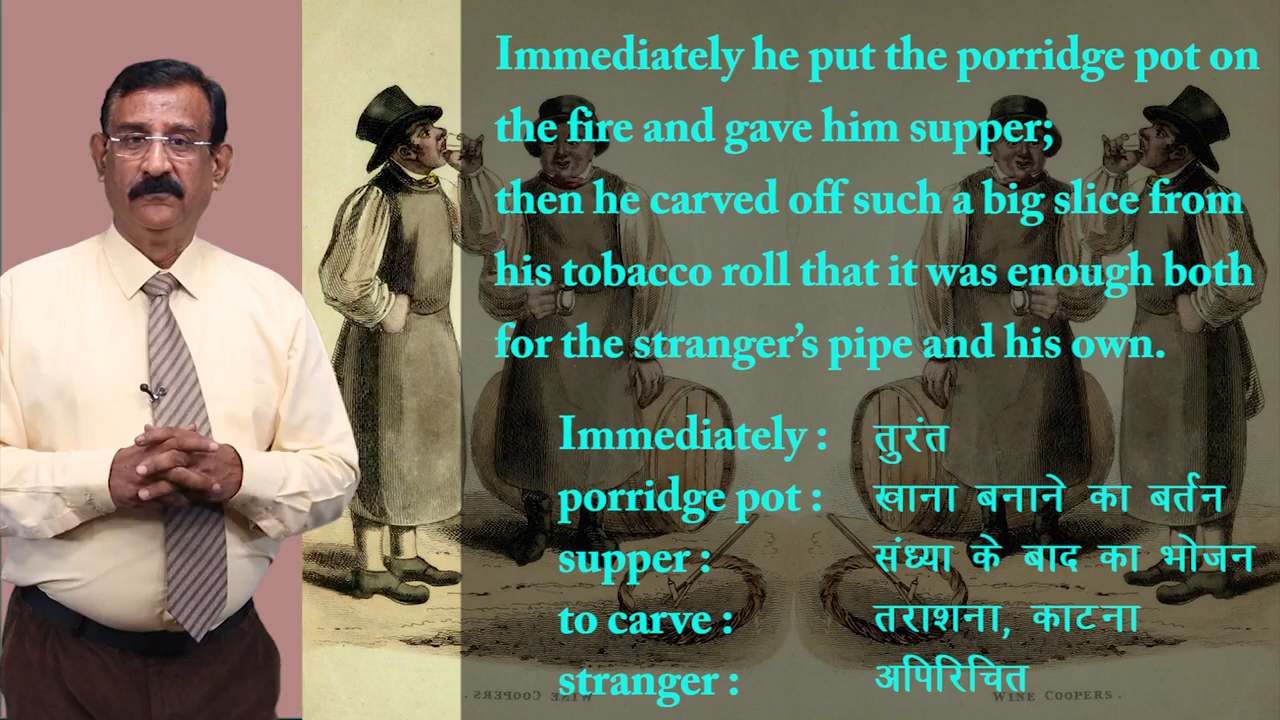 Immediately he put the porridge pot on
the fire and gave him supper;
then he carved off such a big slice from
his tobacco roll that it was enough both
for the stranger's pipe and his own.
Immediately : तुरंत
porridge pot : खाना बनाने का बर्तन
supper : संध्या के बाद का भोजन
to carve : तराशना, काटना
stranger : अपिरिचित
WINE COOPERS.
WINE COOPERS.